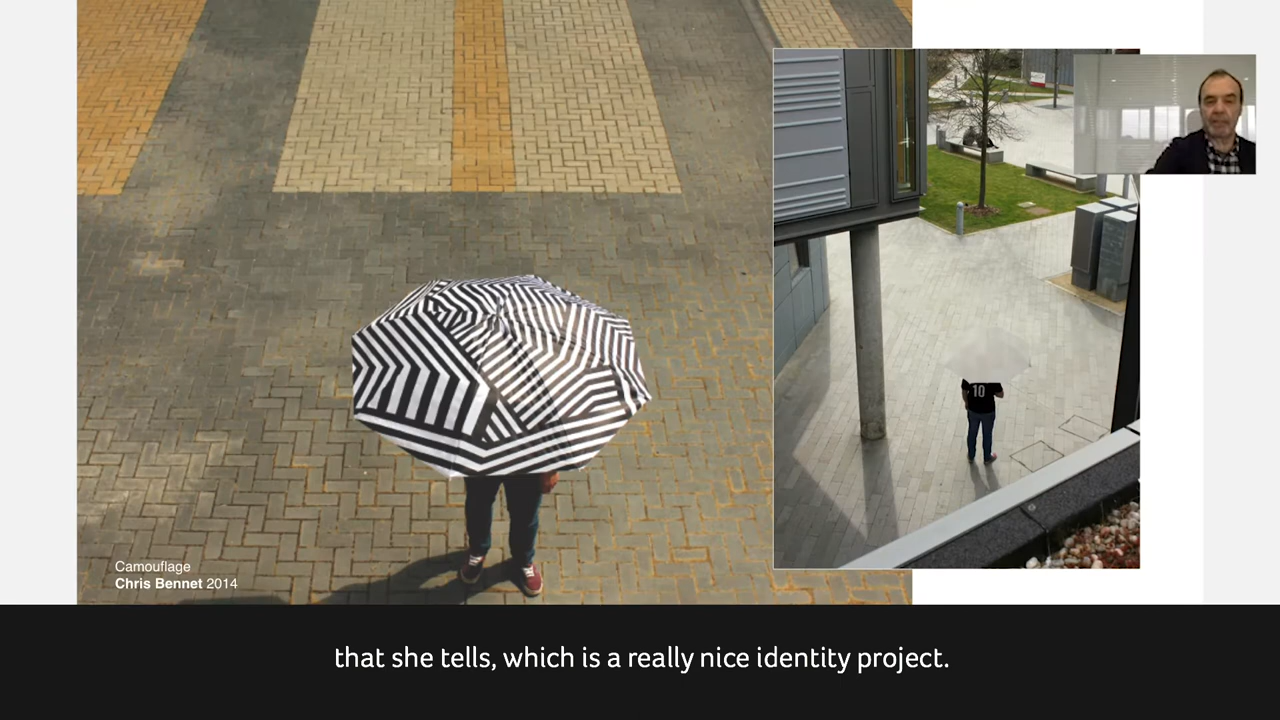 10
Camouflage
Chris Bennet 2014
that she tells, which is a really nice identity project.